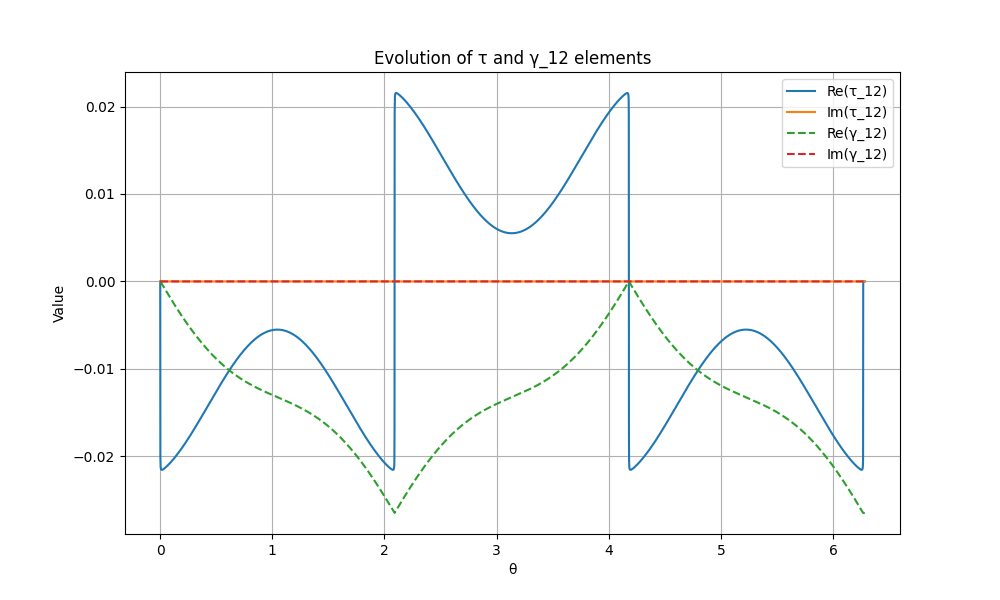 Evolution of τ and γ_12 elements
Re(τ_12)
Im(τ_12)
Re(γ_12)
Im(γ_12)
Value
0.02
0.01
0.00
−0.01
−0.02
0 1 2 3 4 5 6
θ